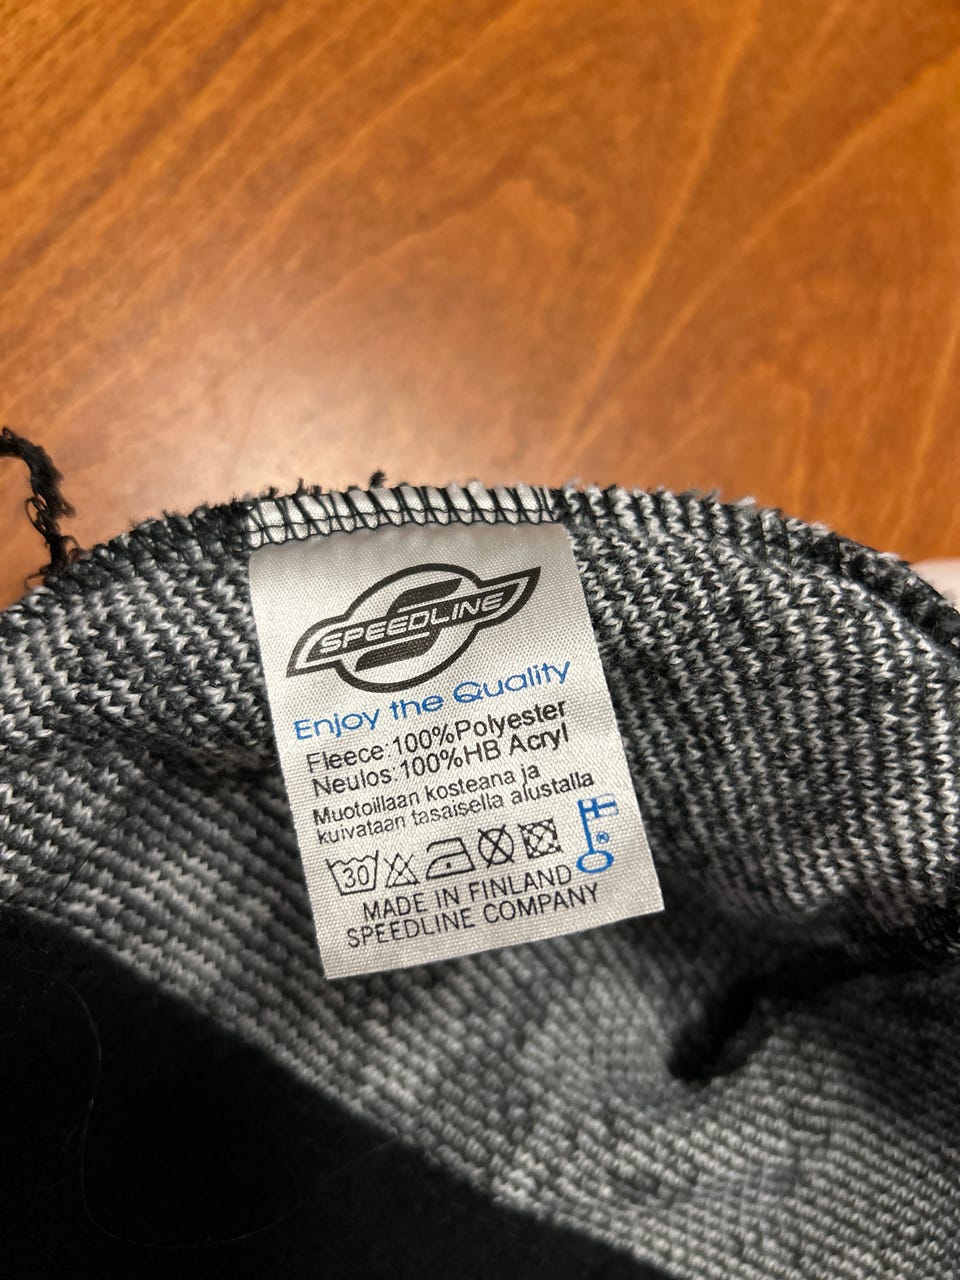 SPEEDLINE
Enjoy the Quality
Fleece:100%Polyester
Neulos:100%HB Acryl
Muotoillaan kosteana ja
kuivataan tasaisella alustalla
30
MADE IN FINLAND
SPEEDLINE COMPANY